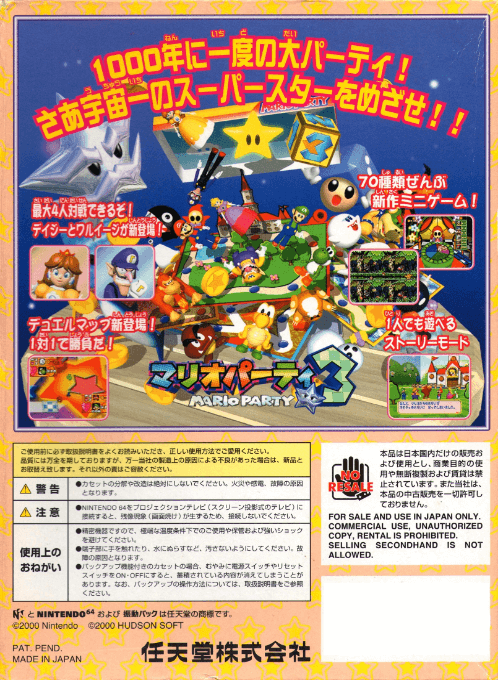 1000年に一度の大パーティ!
さあ宇宙一のスーパースターをめざせ!!
MARIO PARTY
最大4人対戦できるぞ!
デイジーとワルイージが新登場!
70種類ぜんぶ
新作ミニゲーム!
デュエルマップ新登場!
1対1で勝負だ!
1人でも遊べる
ストーリーモード
マリオパーティ3
MARIO PARTY
ご使用前に必ず取扱説明書をよくお読みいただき、正しい使用方法でご愛用ください。
品質には万全を期しておりますが、万一当社の製造上の原因による不良があった場合は、新品と
お取替え致します。それ以外の責はご容赦ください。
警告
●カセットの分解や改造は絶対にしないでください。火災や感電、故障の原因
となります。
注意
●NINTENDO 64をプロジェクションテレビ(スクリーン投影式のテレビ)に
接続すると、残像現象(画面焼け)が生ずるため、接続しないでください。
使用上の
おねがい
●精密機器ですので、極端な温度条件下でのご使用や保管および強いショック
を避けてください。
●端子部に手を触れたり、水にぬらすなど、汚さないようにしてください。故
障の原因となります。
●バックアップ機能付きのカセットの場合、むやみに電源スイッチやリセット
スイッチをON・OFFにすると、蓄積されている内容が消えてしまうことが
あります。なお、バックアップの操作方法については、取扱説明書をご参照
ください。
NO
RESALE
本品は日本国内だけの販売お
よび使用とし、商業目的の使
用や無断複製および賃貸は禁
止されています。また当社は、
本品の中古販売を一切許可し
ておりません。
FOR SALE AND USE IN JAPAN ONLY.
COMMERCIAL USE, UNAUTHORIZED
COPY, RENTAL IS PROHIBITED.
SELLING SECONDHAND IS NOT
ALLOWED.
と NINTENDO64 および 振動パックは任天堂の商標です。
©2000 Nintendo ©2000 HUDSON SOFT
PAT. PEND.
MADE IN JAPAN
任天堂株式会社